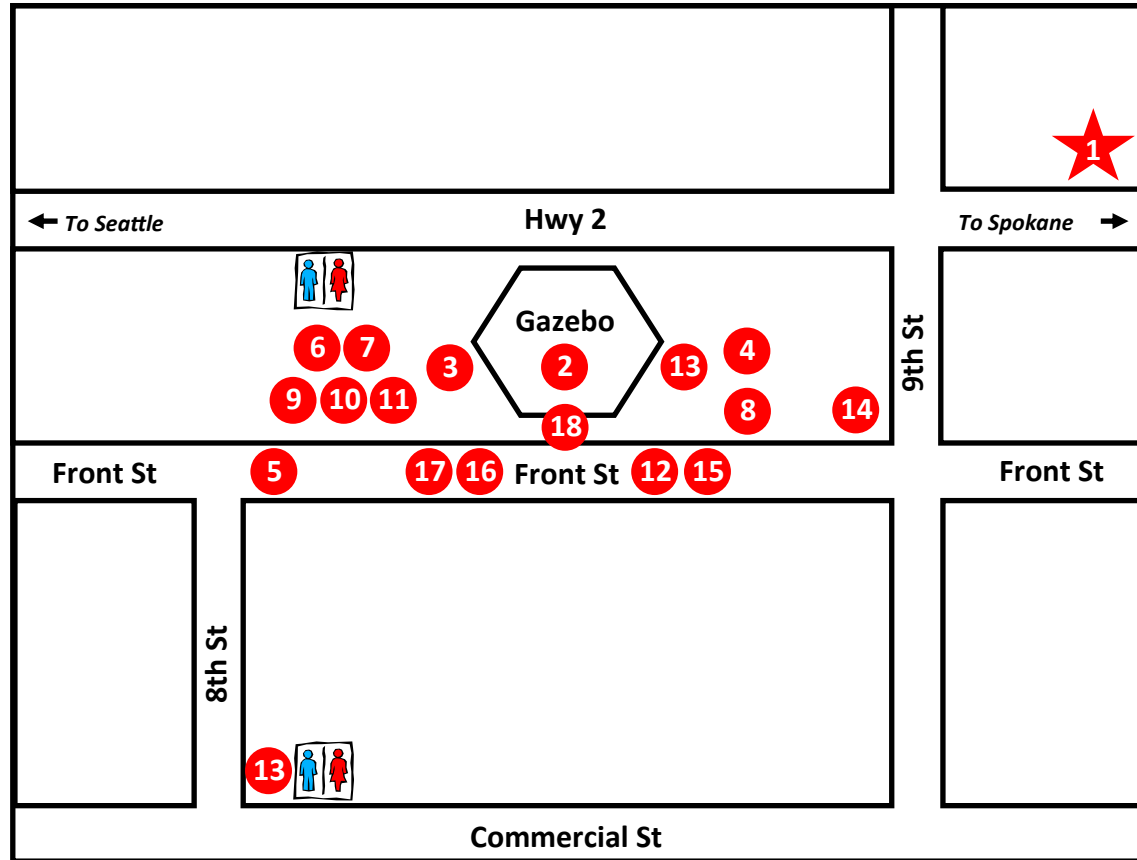 1
To Seattle
Hwy 2
To Spokane
Gazebo
6 7 3 2 13 4
9 10 11 18 8 14
9th St
Front St 5 17 16 Front St 12 15 Front St
8th St
13
Commercial St